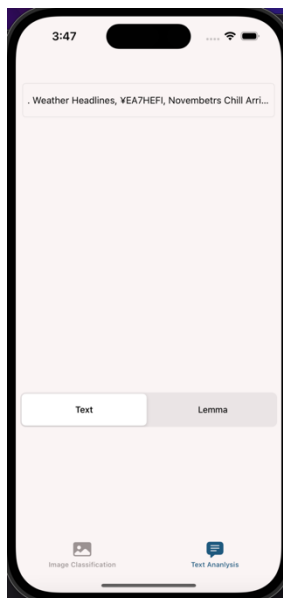 3:47
. Weather Headlines, ¥EA7HEFI, Novembetrs Chill Arri...
Text Lemma
Image Classification Text Ananlysis